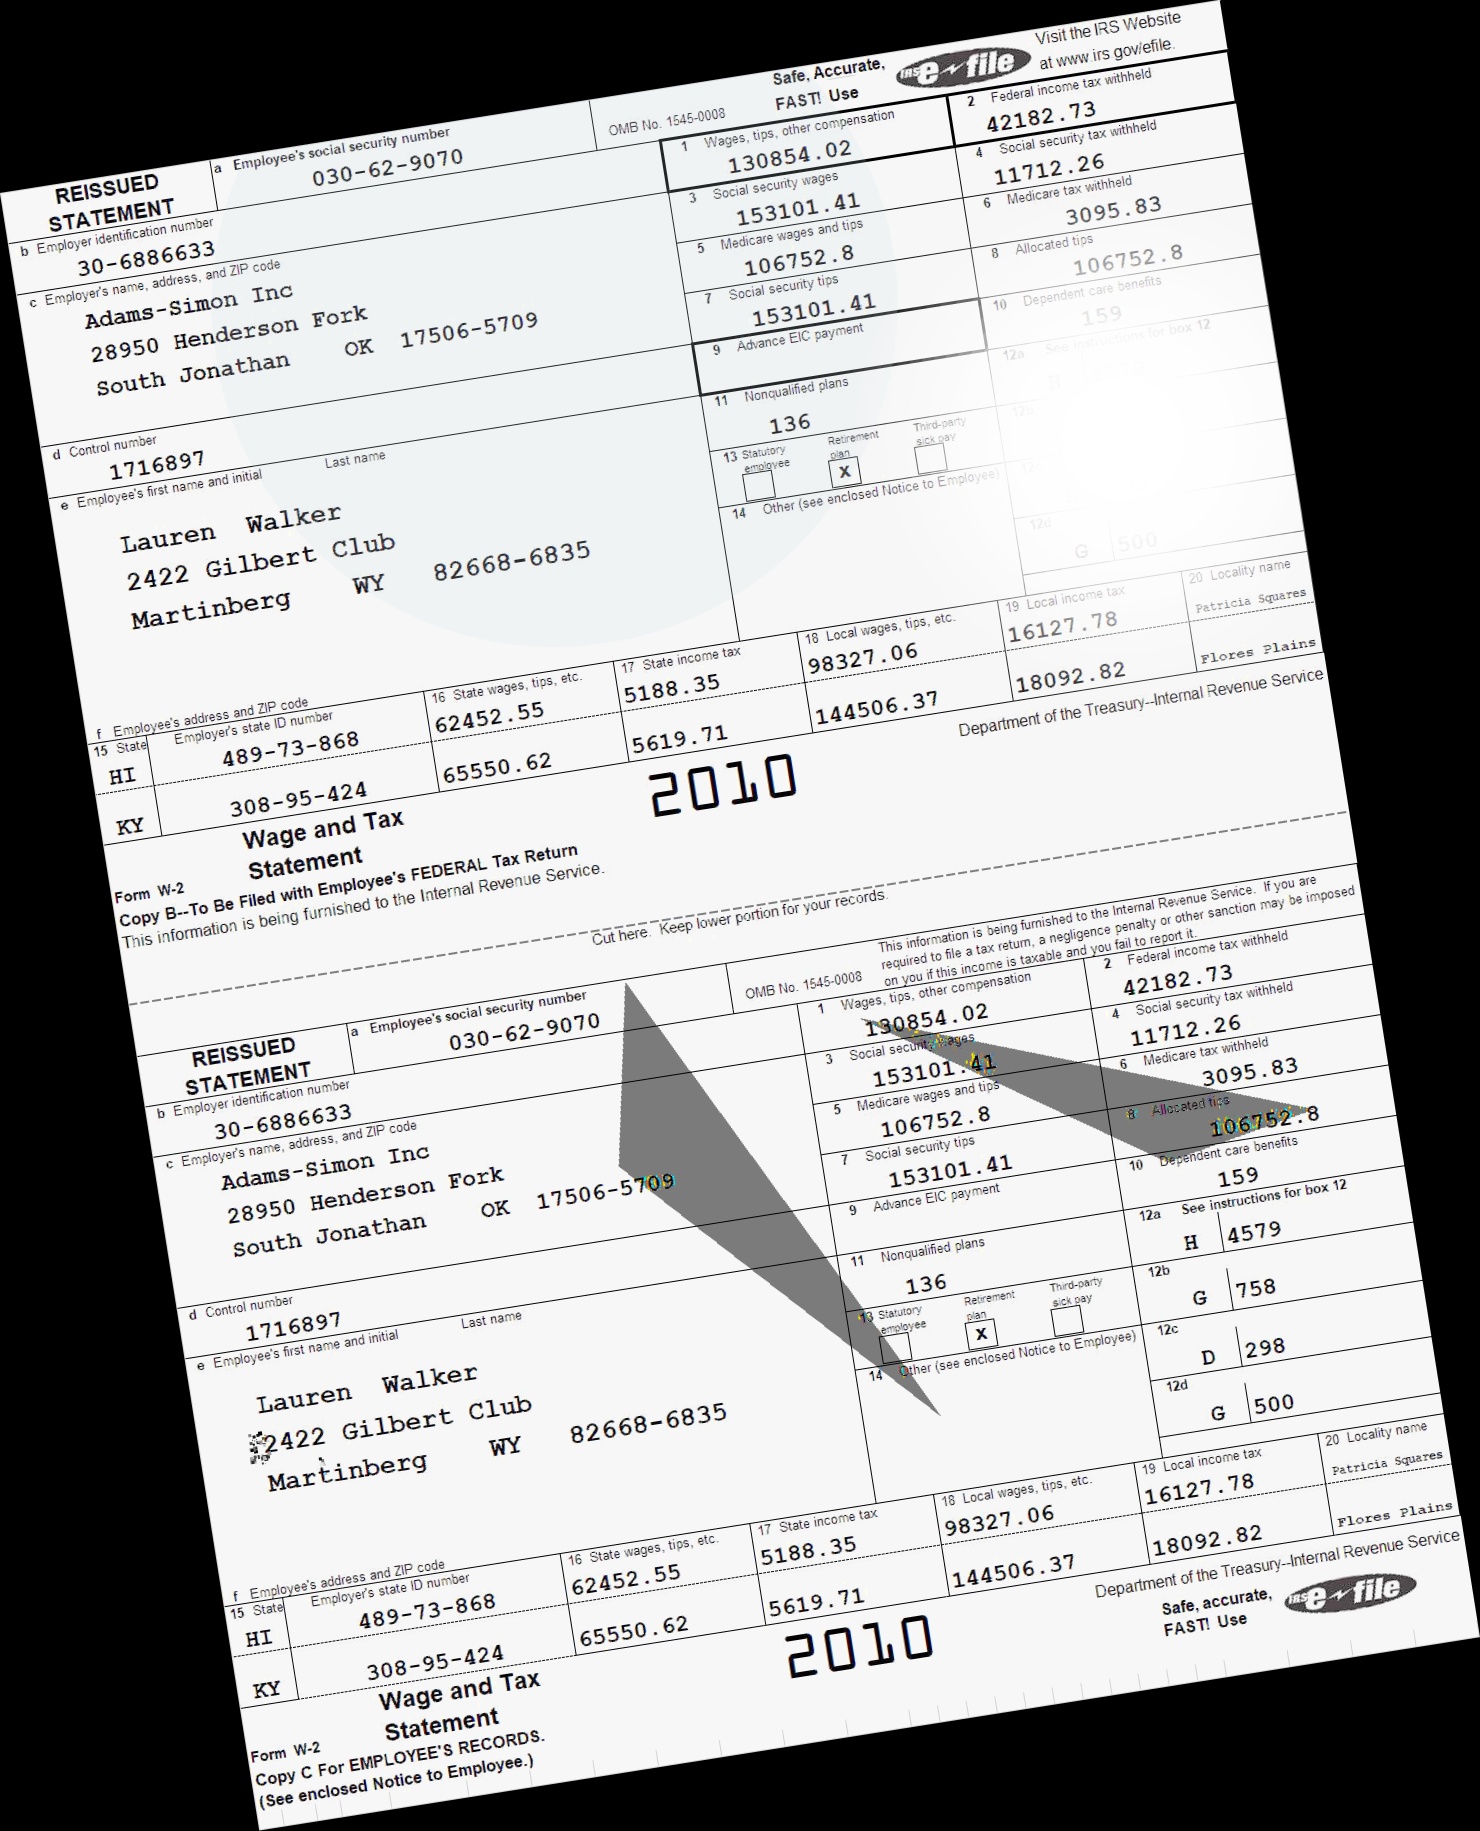 Safe, Accurate,
FAST! Use
IRS e-file
Visit the IRS Website
at www.irs.gov/efile.
REISSUED
STATEMENT
a Employee's social security number
030-62-9070
OMB No. 1545-0008
1 Wages, tips, other compensation
130854.02
2 Federal income tax withheld
42182.73
b Employer identification number
30-6886633
3 Social security wages
153101.41
4 Social security tax withheld
11712.26
c Employer's name, address, and ZIP code
Adams-Simon Inc
28950 Henderson Fork
South Jonathan OK 17506-5709
5 Medicare wages and tips
106752.8
6 Medicare tax withheld
3095.83
7 Social security tips
153101.41
8 Allocated tips
106752.8
9 Advance EIC payment
10 Dependent care benefits
159
d Control number
1716897
11 Nonqualified plans
136
12a See instructions for box 12
e Employee's first name and initial Last name
Lauren Walker
2422 Gilbert Club
Martinberg WY 82668-6835
13 Statutory employee
Retirement plan
X
Third-party sick pay
14 Other (see enclosed Notice to Employee)
12d
G 500
f Employee's address and ZIP code
15 State Employer's state ID number
16 State wages, tips, etc.
17 State income tax
18 Local wages, tips, etc.
19 Local income tax
20 Locality name
HI 489-73-868 62452.55 5188.35 98327.06 16127.78 Patricia Squares
KY 308-95-424 65550.62 5619.71 144506.37 18092.82 Flores Plains
Form W-2
Wage and Tax
Statement
2010
Department of the Treasury--Internal Revenue Service
Copy B--To Be Filed with Employee's FEDERAL Tax Return
This information is being furnished to the Internal Revenue Service.
Cut here. Keep lower portion for your records.
This information is being furnished to the Internal Revenue Service. If you are
required to file a tax return, a negligence penalty or other sanction may be imposed
on you if this income is taxable and you fail to report it.
REISSUED
STATEMENT
a Employee's social security number
030-62-9070
OMB No. 1545-0008
1 Wages, tips, other compensation
130854.02
2 Federal income tax withheld
42182.73
b Employer identification number
30-6886633
3 Social security wages
153101.41
4 Social security tax withheld
11712.26
c Employer's name, address, and ZIP code
Adams-Simon Inc
28950 Henderson Fork
South Jonathan OK 17506-5709
5 Medicare wages and tips
106752.8
6 Medicare tax withheld
3095.83
7 Social security tips
153101.41
8 Allocated tips
106752.8
9 Advance EIC payment
10 Dependent care benefits
159
d Control number
1716897
11 Nonqualified plans
136
12a See instructions for box 12
H 4579
12b
G 758
e Employee's first name and initial Last name
Lauren Walker
2422 Gilbert Club
Martinberg WY 82668-6835
13 Statutory employee
Retirement plan
X
Third-party sick pay
14 Other (see enclosed Notice to Employee)
12c
D 298
12d
G 500
f Employee's address and ZIP code
15 State Employer's state ID number
16 State wages, tips, etc.
17 State income tax
18 Local wages, tips, etc.
19 Local income tax
20 Locality name
HI 489-73-868 62452.55 5188.35 98327.06 16127.78 Patricia Squares
KY 308-95-424 65550.62 5619.71 144506.37 18092.82 Flores Plains
Form W-2
Wage and Tax
Statement
2010
Department of the Treasury--Internal Revenue Service
Safe, accurate,
FAST! Use
IRS e-file
Copy C For EMPLOYEE'S RECORDS.
(See enclosed Notice to Employee.)